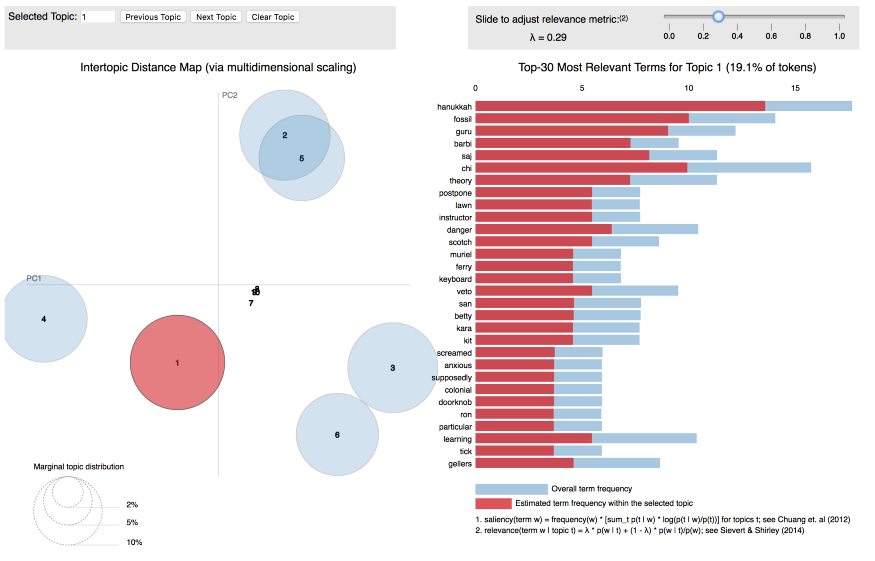 Selected Topic: 1 Previous Topic Next Topic Clear Topic
Slide to adjust relevance metric:(2)
λ = 0.29
0.0 0.2 0.4 0.6 0.8 1.0
Intertopic Distance Map (via multidimensional scaling)
PC2
PC1
2
5
4
1
3
6
7
Marginal topic distribution
2%
5%
10%
Top-30 Most Relevant Terms for Topic 1 (19.1% of tokens)
0 5 10 15
hanukkah
fossil
guru
barbi
saj
chi
theory
postpone
lawn
instructor
danger
scotch
muriel
ferry
keyboard
veto
san
betty
kara
kit
screamed
anxious
supposedly
colonial
doorknob
ron
particular
learning
tick
gellers
Overall term frequency
Estimated term frequency within the selected topic
1. saliency(term w) = frequency(w) * [sum_t p(t | w) * log(p(t | w)/p(t))] for topics t; see Chuang et. al (2012)
2. relevance(term w | topic t) = λ * p(w | t) + (1 - λ) * p(w | t)/p(w); see Sievert & Shirley (2014)